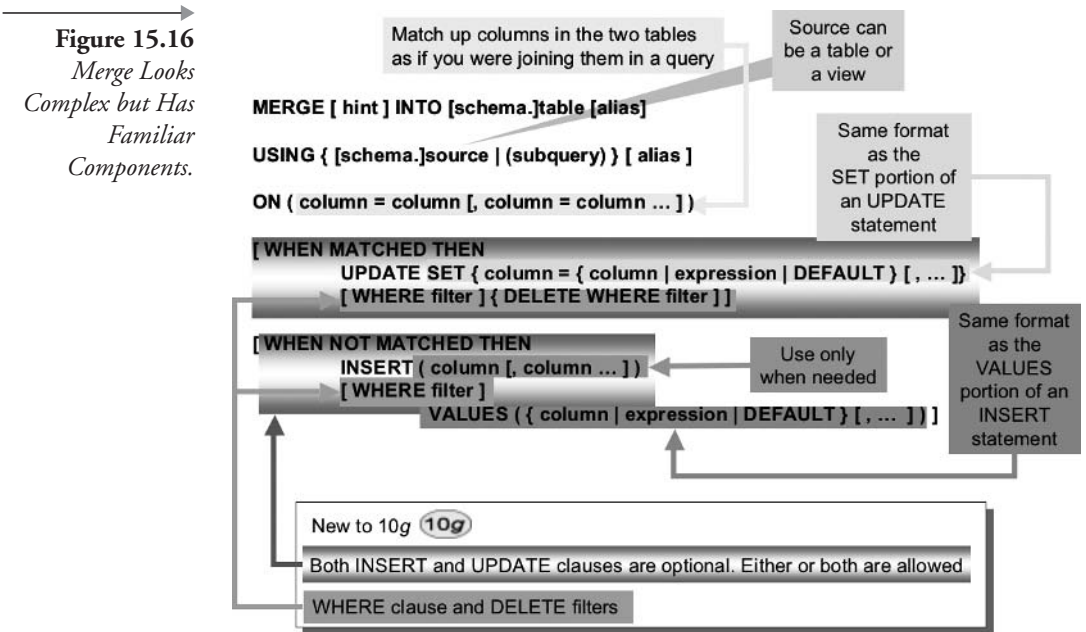 Figure 15.16
Merge Looks
Complex but Has
Familiar
Components.
Match up columns in the two tables
as if you were joining them in a query
Source can
be a table or
a view
MERGE [ hint ] INTO [schema.]table [alias]
USING { [schema.]source | (subquery) } [ alias ]
ON ( column = column [, column = column ... ] )
Same format
as the
SET portion of
an UPDATE
statement
[ WHEN MATCHED THEN
UPDATE SET { column = { column | expression | DEFAULT } [ , ... ]}
[ WHERE filter ] { DELETE WHERE filter ] ]
[ WHEN NOT MATCHED THEN
INSERT ( column [, column ... ] )
[ WHERE filter ]
VALUES ( { column | expression | DEFAULT } [ , ... ] ) ]
Use only
when needed
Same format
as the
VALUES
portion of an
INSERT
statement
New to 10g 10g
Both INSERT and UPDATE clauses are optional. Either or both are allowed
WHERE clause and DELETE filters